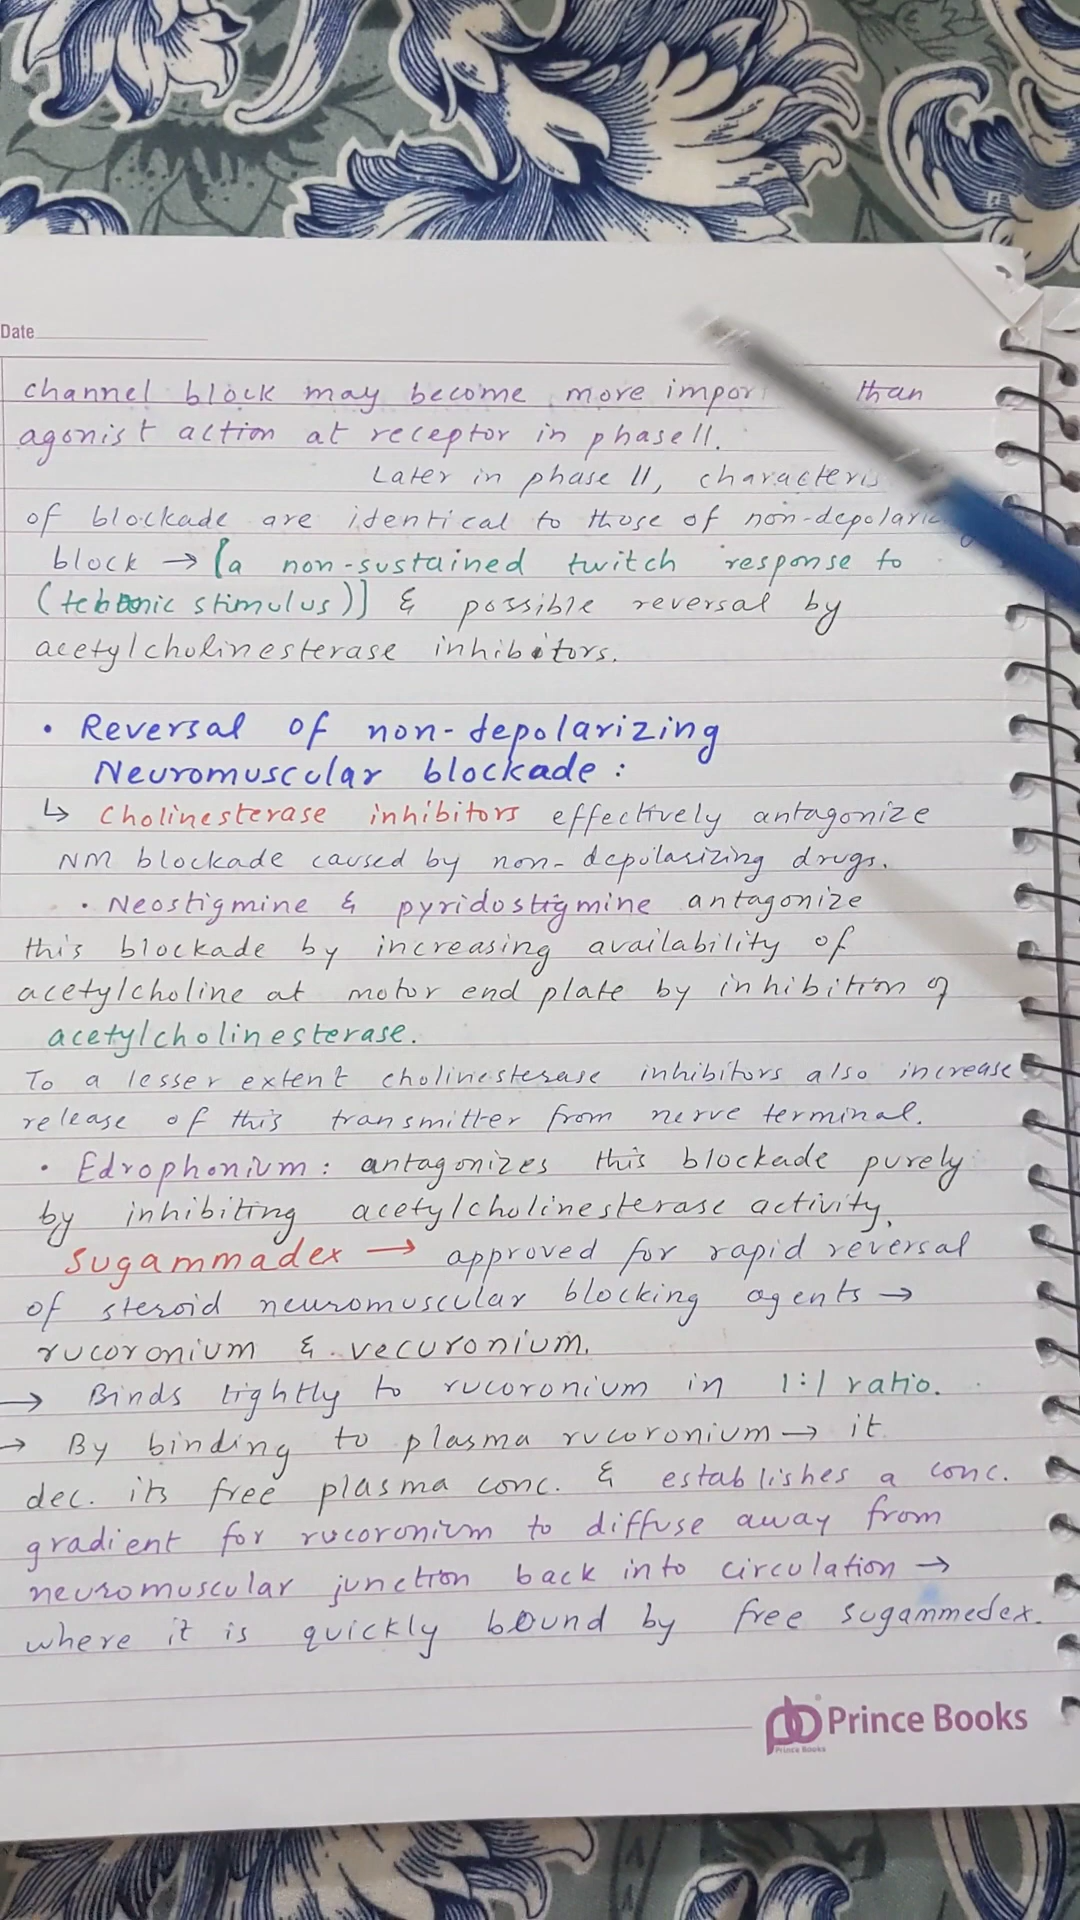 Date
channel block may become more impor than
agonist action at receptor in phase II.
Later in phase II, characteris
of blockade are identical to those of non-depolariz
block → [a non-sustained twitch response to
(tetanic stimulus)] & possible reversal by
acetylcholinesterase inhibitors.
• Reversal of non-depolarizing
Neuromuscular blockade :
↳ Cholinesterase inhibitors effectively antagonize
NM blockade caused by non-depolarizing drugs.
• Neostigmine & pyridostigmine antagonize
this blockade by increasing availability of
acetylcholine at motor end plate by inhibition of
acetylcholinesterase.
To a lesser extent cholinesterase inhibitors also increase
release of this transmitter from nerve terminal.
• Edrophonium : antagonizes this blockade purely
by inhibiting acetylcholinesterase activity.
Sugammadex → approved for rapid reversal
of steroid neuromuscular blocking agents →
rucoronium & vecuronium.
→ Binds tightly to rucoronium in 1:1 ratio.
→ By binding to plasma rucoronium → it
dec. its free plasma conc. & establishes a conc.
gradient for rucoronium to diffuse away from
neuromuscular junction back into circulation →
where it is quickly bound by free sugammedex.
Prince Books
Prince Books